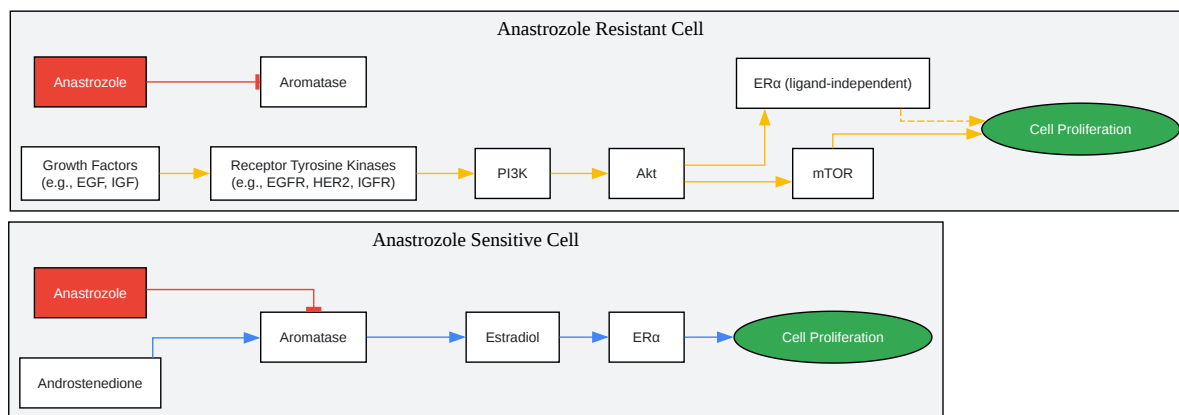 Anastrozole Resistant Cell
Anastrozole
Aromatase
ERα (ligand-independent)
Cell Proliferation
Growth Factors
(e.g., EGF, IGF)
Receptor Tyrosine Kinases
(e.g., EGFR, HER2, IGFR)
PI3K
Akt
mTOR
Anastrozole Sensitive Cell
Anastrozole
Aromatase
Estradiol
ERα
Cell Proliferation
Androstenedione